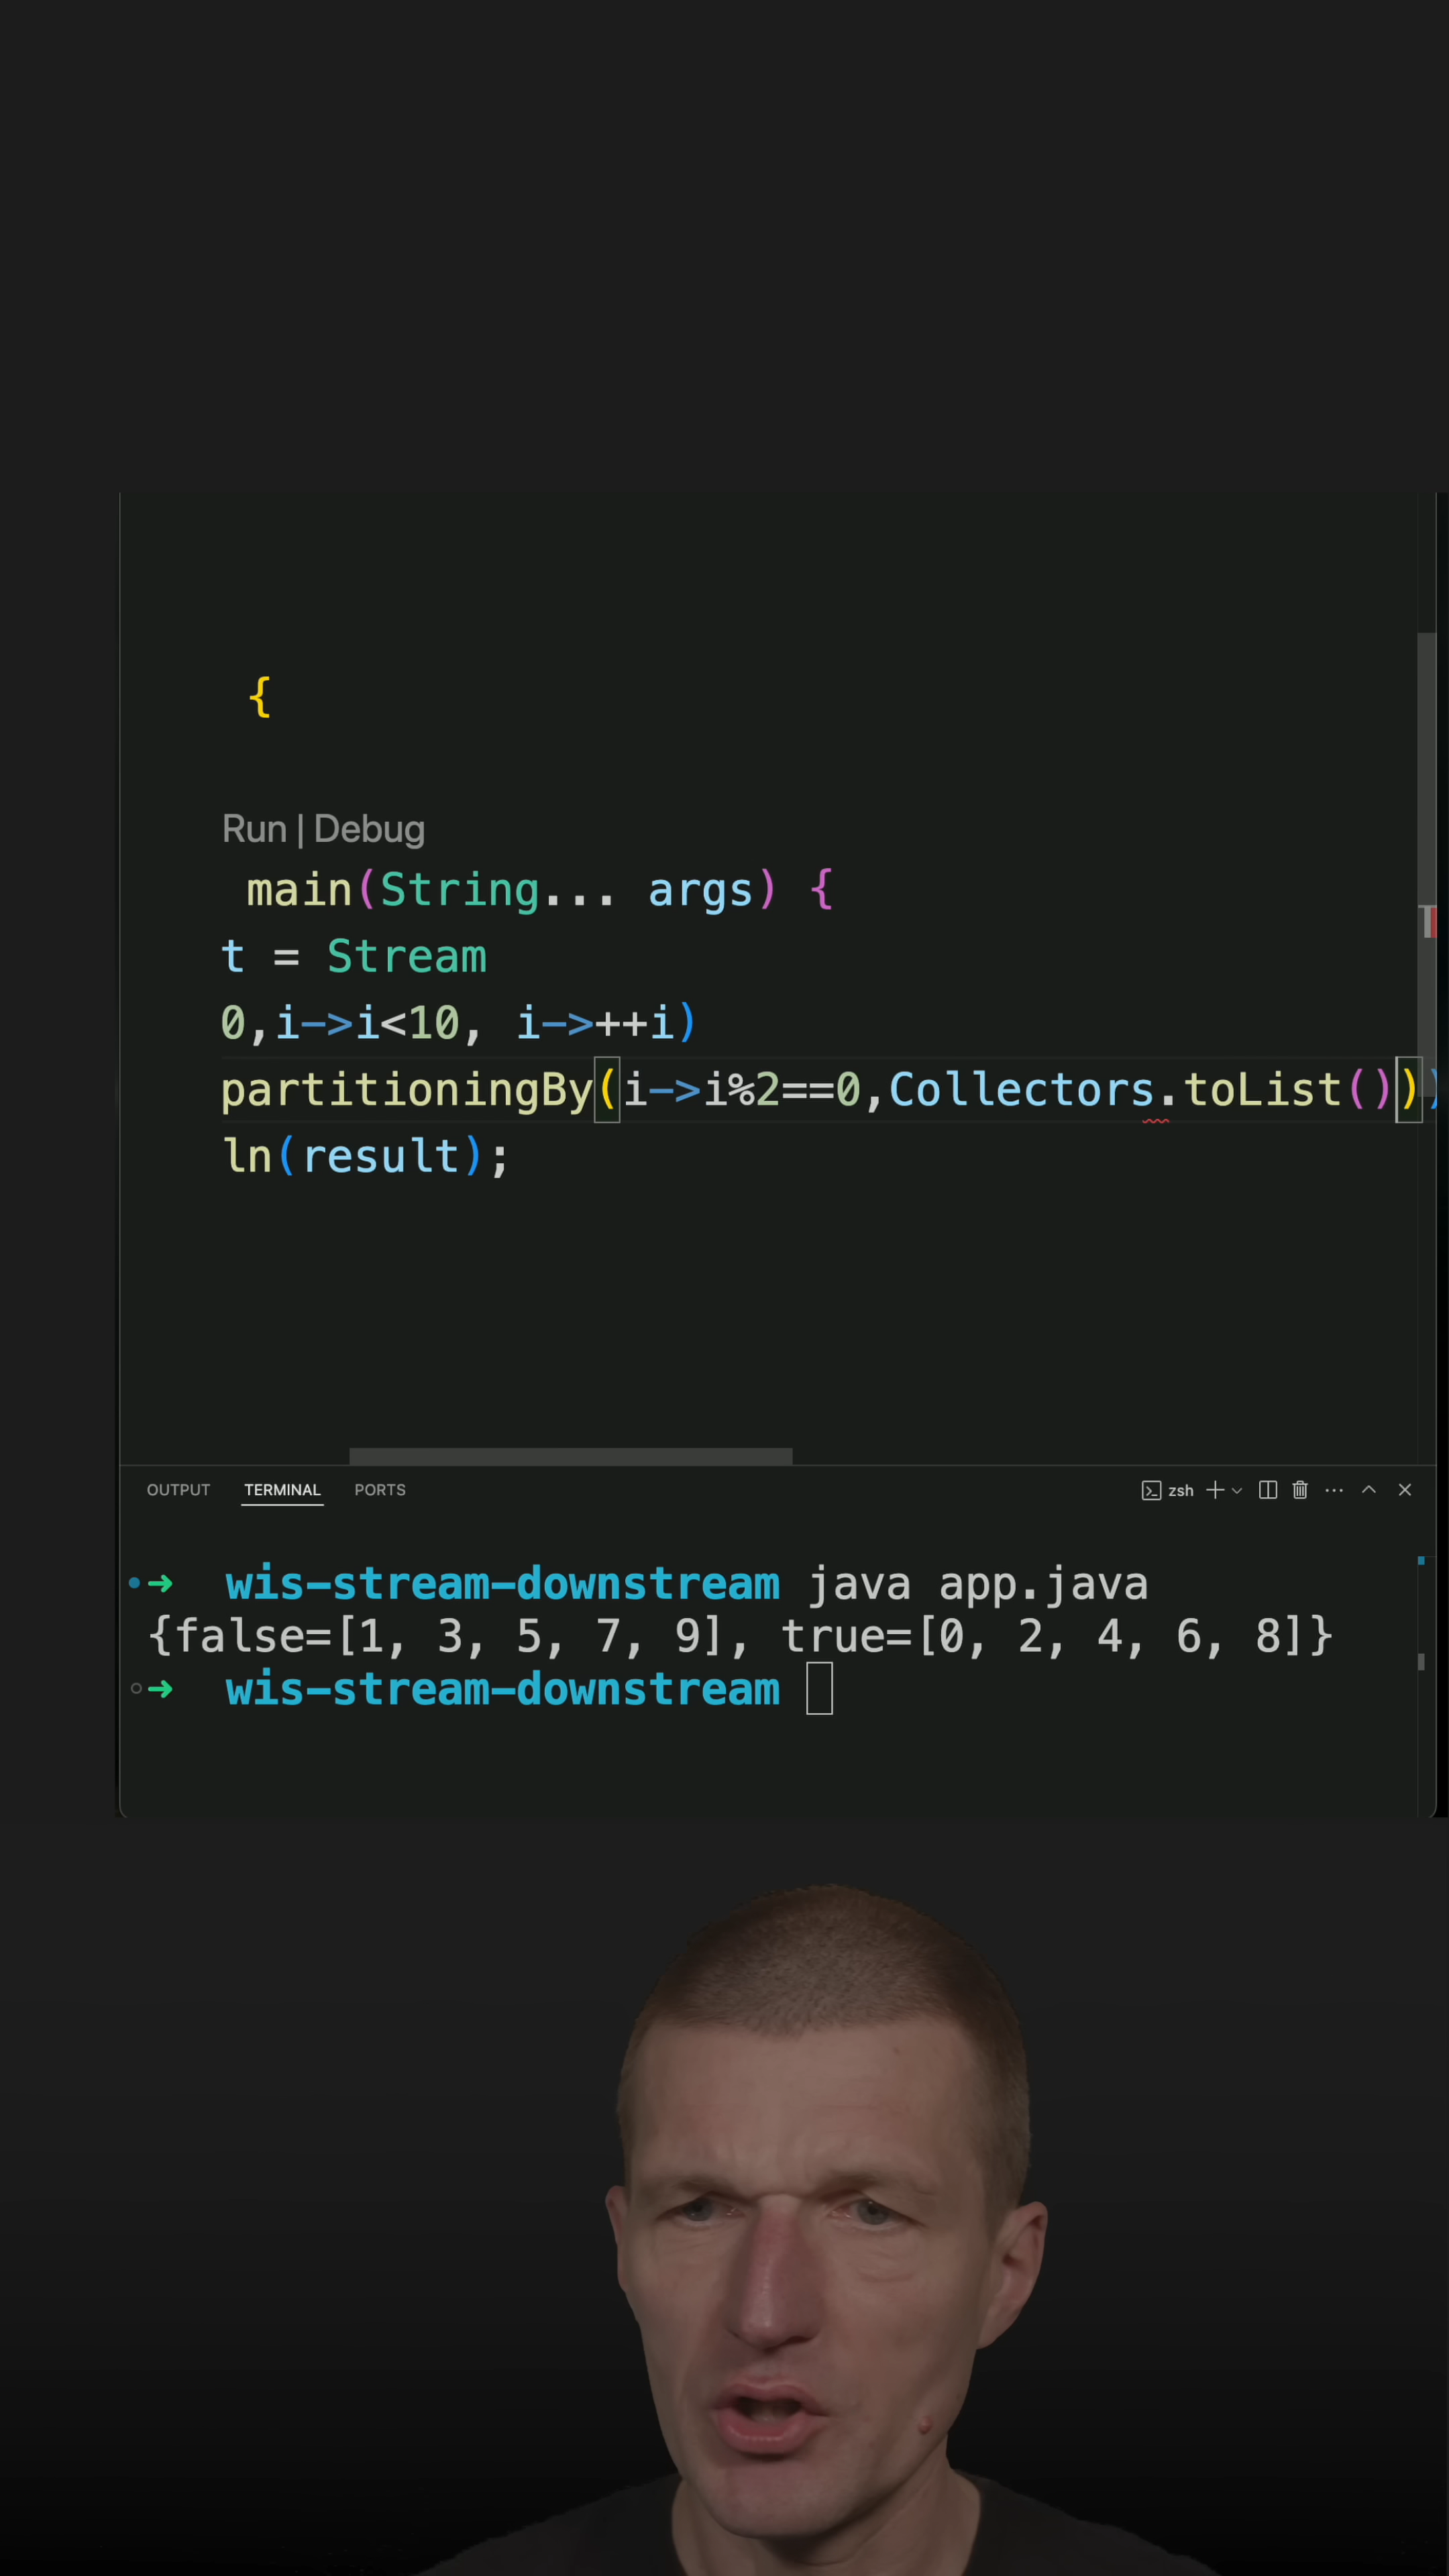 {
Run | Debug
main(String... args) {
t = Stream
0,i->i<10, i->++i)
partitioningBy(i->i%2==0,Collectors.toList()))
ln(result);
OUTPUT TERMINAL PORTS zsh
➜ wis-stream-downstream java app.java
{false=[1, 3, 5, 7, 9], true=[0, 2, 4, 6, 8]}
➜ wis-stream-downstream